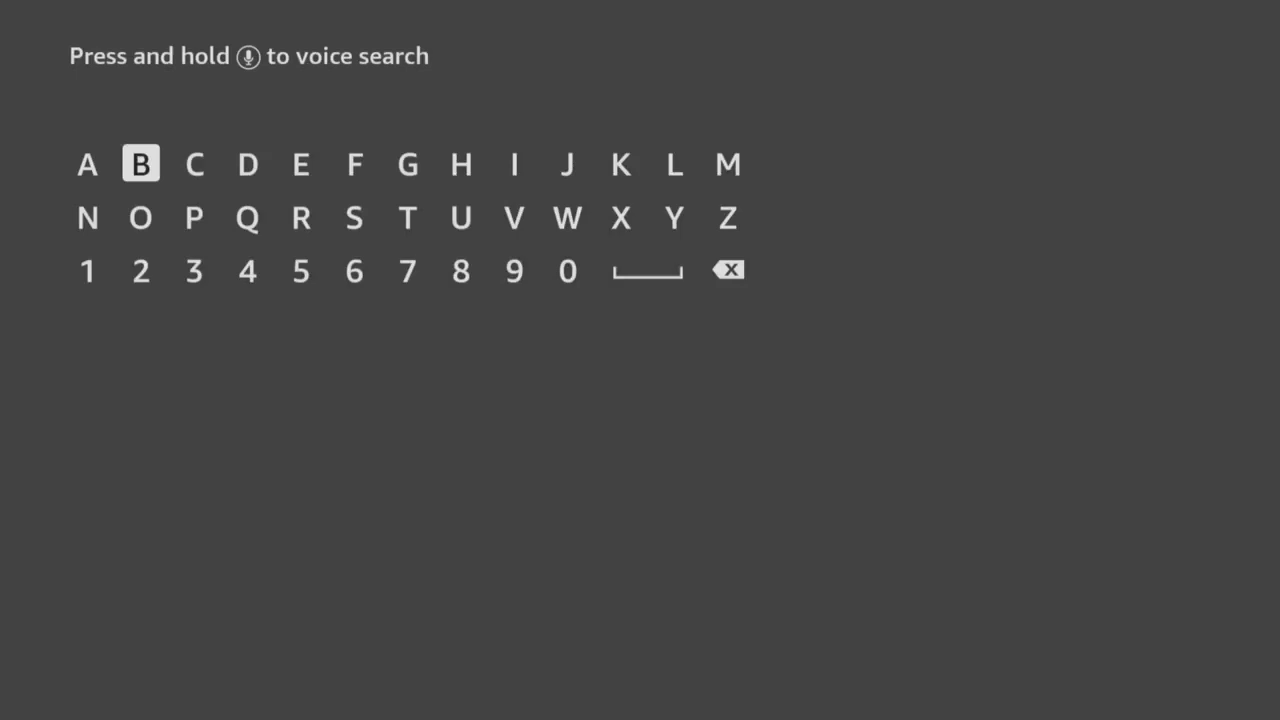 Press and hold to voice search
A B C D E F G H I J K L M
N O P Q R S T U V W X Y Z
1 2 3 4 5 6 7 8 9 0